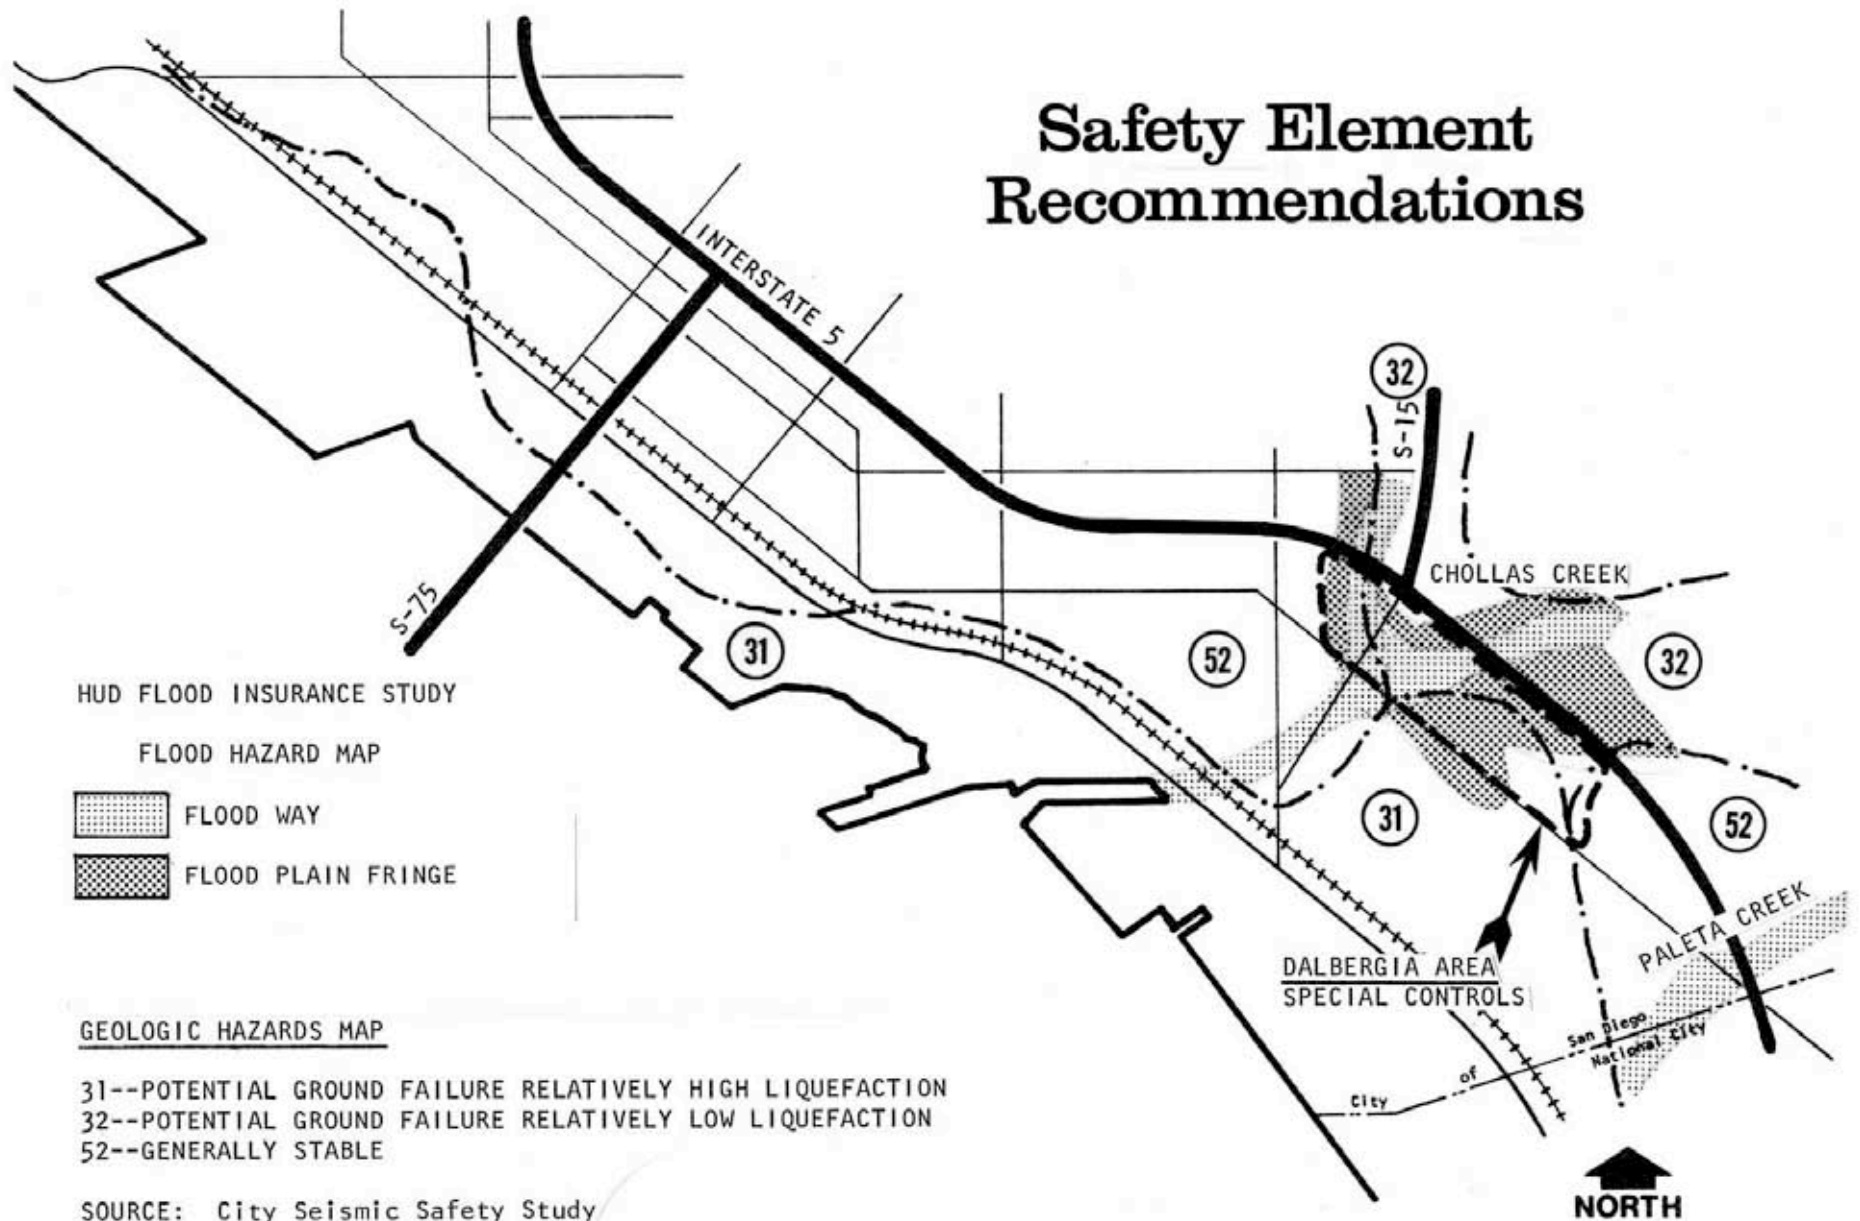 Safety Element
Recommendations
INTERSTATE 5
S-75
S-15
32
CHOLLAS CREEK
31
52
32
31
52
HUD FLOOD INSURANCE STUDY
FLOOD HAZARD MAP
FLOOD WAY
FLOOD PLAIN FRINGE
PALETA CREEK
DALBERGIA AREA
SPECIAL CONTROLS
City of San Diego
National City
GEOLOGIC HAZARDS MAP
31--POTENTIAL GROUND FAILURE RELATIVELY HIGH LIQUEFACTION
32--POTENTIAL GROUND FAILURE RELATIVELY LOW LIQUEFACTION
52--GENERALLY STABLE
SOURCE: City Seismic Safety Study
NORTH